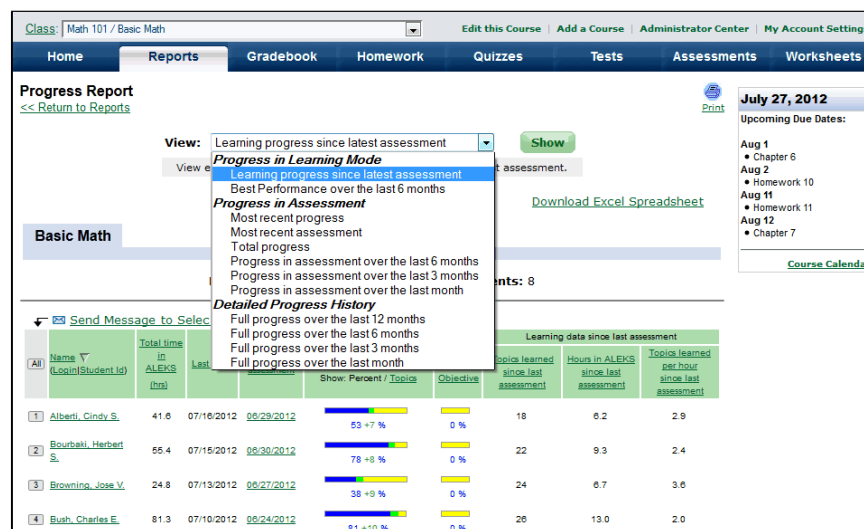 Class: Math 101 / Basic Math
Edit this Course | Add a Course | Administrator Center | My Account Setting
Home Reports Gradebook Homework Quizzes Tests Assessments Worksheets
Progress Report
<< Return to Reports
Print
View: Learning progress since latest assessment Show
Progress in Learning Mode
Learning progress since latest assessment
Best Performance over the last 6 months
Progress in Assessment
Most recent progress
Most recent assessment
Total progress
Progress in assessment over the last 6 months
Progress in assessment over the last 3 months
Progress in assessment over the last month
Detailed Progress History
Full progress over the last 12 months
Full progress over the last 6 months
Full progress over the last 3 months
Full progress over the last month
View
assessment.
Download Excel Spreadsheet
July 27, 2012
Upcoming Due Dates:
Aug 1
• Chapter 6
Aug 2
• Homework 10
Aug 11
• Homework 11
Aug 12
• Chapter 7
Course Calenda
Basic Math
8
Send Message to
Learning data since last assessment
All
Name
(Login|Student Id)
Total time in ALEKS (hrs)
Last
Show: Percent / Topics
Objective
Topics learned since last assessment
Hours in ALEKS since last assessment
Topics learned per hour since last assessment
1 Alberti, Cindy S. 41.6 07/16/2012 06/29/2012 53 +7 % 0 % 18 6.2 2.9
2 Bourbaki, Herbert S. 55.4 07/15/2012 06/30/2012 78 +8 % 0 % 22 9.3 2.4
3 Browning, Jose V. 24.8 07/13/2012 06/27/2012 38 +9 % 0 % 24 6.7 3.6
4 Bush, Charles E. 81.3 07/10/2012 06/24/2012 81 +10 % 0 % 26 13.0 2.0